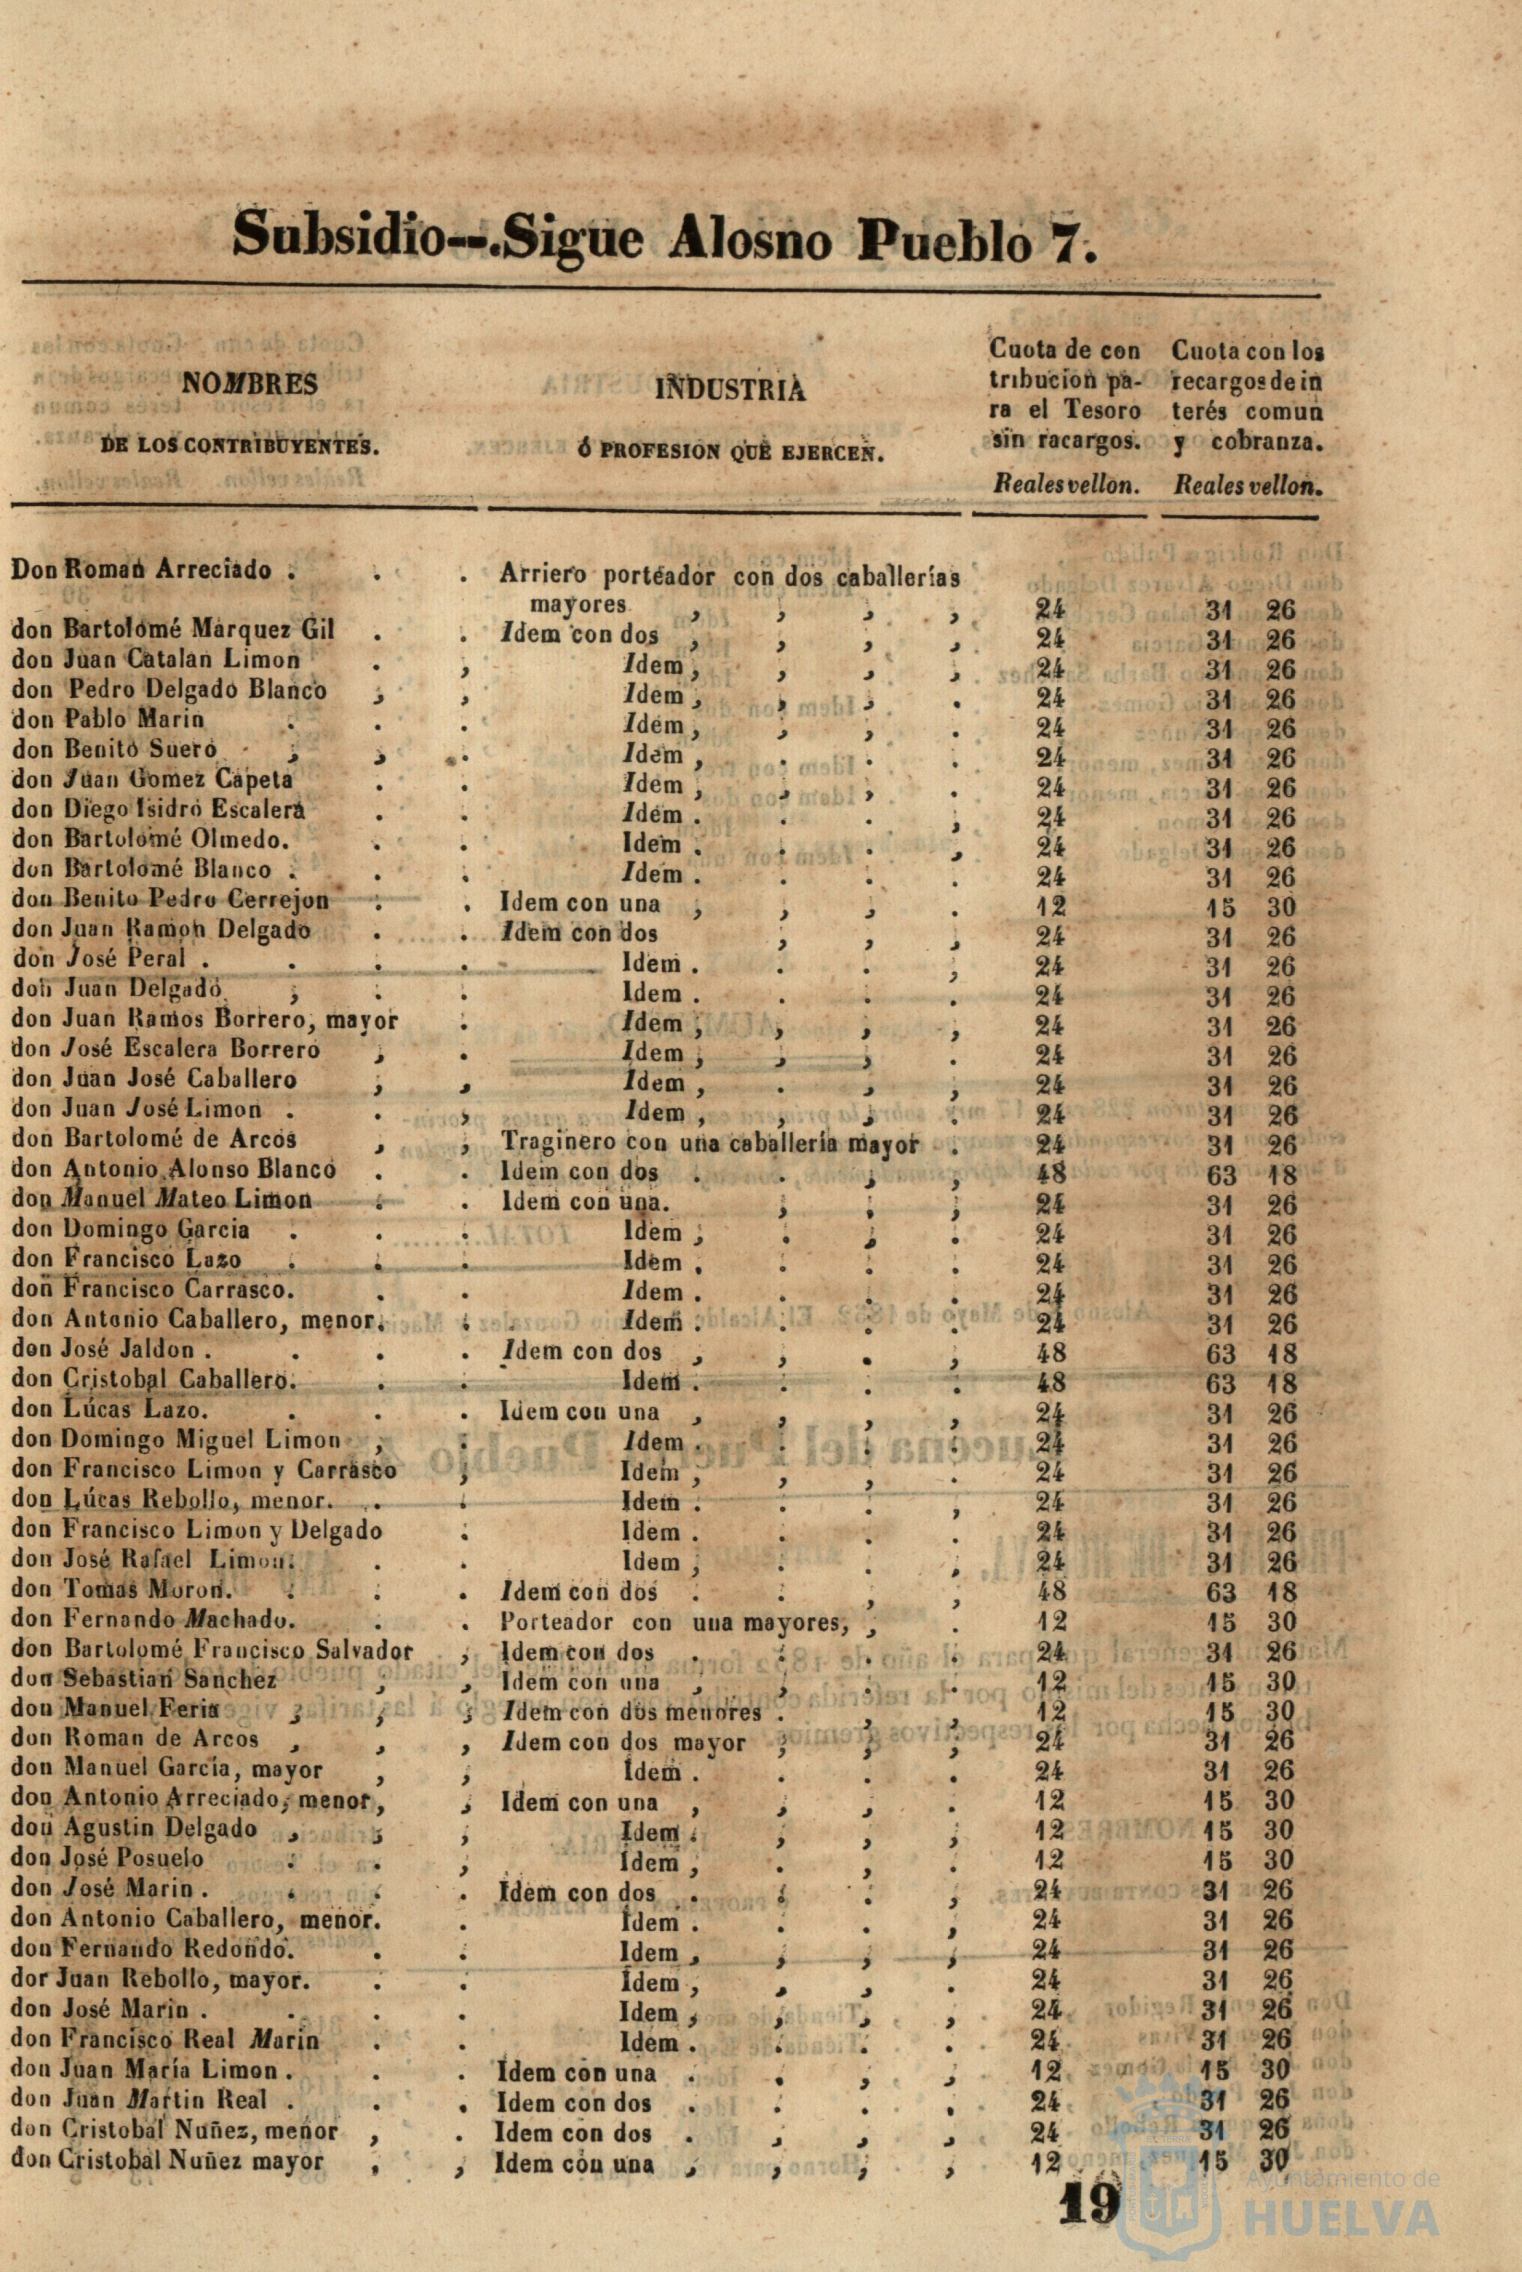 Subsidio--.Sigue Alosno Pueblo 7.
NOMBRES
DE LOS CONTRIBUYENTES.
INDUSTRIA
Ó PROFESION QUE EJERCEN.
Cuota de con
tribucion pa-
ra el Tesoro
sin racargos.
Reales vellon.
Cuota con los
recargos de in
terés comun
y cobranza.
Reales vellon.
Don Roman Arreciado . . . Arriero porteador con dos caballerías
mayores , , , , 24 31 26
don Bartolomé Marquez Gil . . Idem con dos , , , , 24 31 26
don Juan Catalan Limon . , Idem, , , , 24 31 26
don Pedro Delgado Blanco , , Idem, , , . 24 31 26
don Pablo Marin . . . Idem, , , . 24 31 26
don Benito Suero , , . Idem , . . . 24 31 26
don Juan Gomez Capeta . . Idem , , , . 24 31 26
don Diego Isidro Escalera . . Idem . . . , 24 31 26
don Bartolomé Olmedo. . . Idem . . . , 24 31 26
don Bartolomé Blanco . . . Idem . . . . 24 31 26
don Benito Pedro Cerrejon . . Idem con una , , , . 12 15 30
don Juan Ramon Delgado . . Idem con dos , , , 24 31 26
don José Peral . . . . Idem . . . , 24 31 26
don Juan Delgado , . . Idem . . . . 24 31 26
don Juan Ramos Borrero, mayor . Idem , , , , 24 31 26
don José Escalera Borrero , . Idem , , , . 24 31 26
don Juan José Caballero , , Idem , . , , 24 31 26
don Juan José Limon . . , Idem , , , . 24 31 26
don Bartolomé de Arcos , , Traginero con una caballería mayor . 24 31 26
don Antonio Alonso Blanco . . Idem con dos . . , , 48 63 18
don Manuel Mateo Limon . . Idem con una. , , , 24 31 26
don Domingo Garcia . . . Idem , . , . 24 31 26
don Francisco Lazo . . . Idem . . . . 24 31 26
don Francisco Carrasco. . . Idem . . . . 24 31 26
don Antonio Caballero, menor. . Idem . . . . 24 31 26
don José Jaldon . . . . Idem con dos , , . , 48 63 18
don Cristobal Caballero. . . Idem . . . . 48 63 18
don Lúcas Lazo. . . . Idem con una , , , , 24 31 26
don Domingo Miguel Limon , . Idem . . . . 24 31 26
don Francisco Limon y Carrasco , Idem , , , . 24 31 26
don Lúcas Rebollo, menor. . . Idem . . . , 24 31 26
don Francisco Limon y Delgado . Idem . . . . 24 31 26
don José Rafael Limon. . . Idem , . . , 24 31 26
don Tomas Moron. . . . Idem con dos . . , , 48 63 18
don Fernando Machado. . . Porteador con una mayores, , . 12 15 30
don Bartolomé Francisco Salvador , Idem con dos . . . . 24 31 26
don Sebastian Sanchez , , Idem con una , , . . 12 15 30
don Manuel Feria , , , Idem con dos menores . , , 12 15 30
don Roman de Arcos , , , Idem con dos mayor , , , 24 31 26
don Manuel García, mayor , , Idem . . . . 24 31 26
don Antonio Arreciado, menor, , Idem con una , , , . 12 15 30
don Agustin Delgado , , , Idem . , , , 12 15 30
don José Posuelo . . , Idem , . , . 12 15 30
don José Marin . . . . Idem con dos . . . , 24 31 26
don Antonio Caballero, menor. . Idem . . . , 24 31 26
don Fernando Redondo. . . Idem , , , , 24 31 26
dor Juan Rebollo, mayor. . . Idem , , , , 24 31 26
don José Marin . . . . Idem , , , , 24 31 26
don Francisco Real Marin . . Idem . . . . 24 31 26
don Juan María Limon . . . Idem con una . . , , 12 15 30
don Juan Martin Real . . . Idem con dos . . . . 24 31 26
don Cristobal Nuñez, menor , . Idem con dos . , , , 24 31 26
don Cristobal Nuñez mayor , , Idem con una , , , , 12 15 30
19
Ayuntamiento de
HUELVA